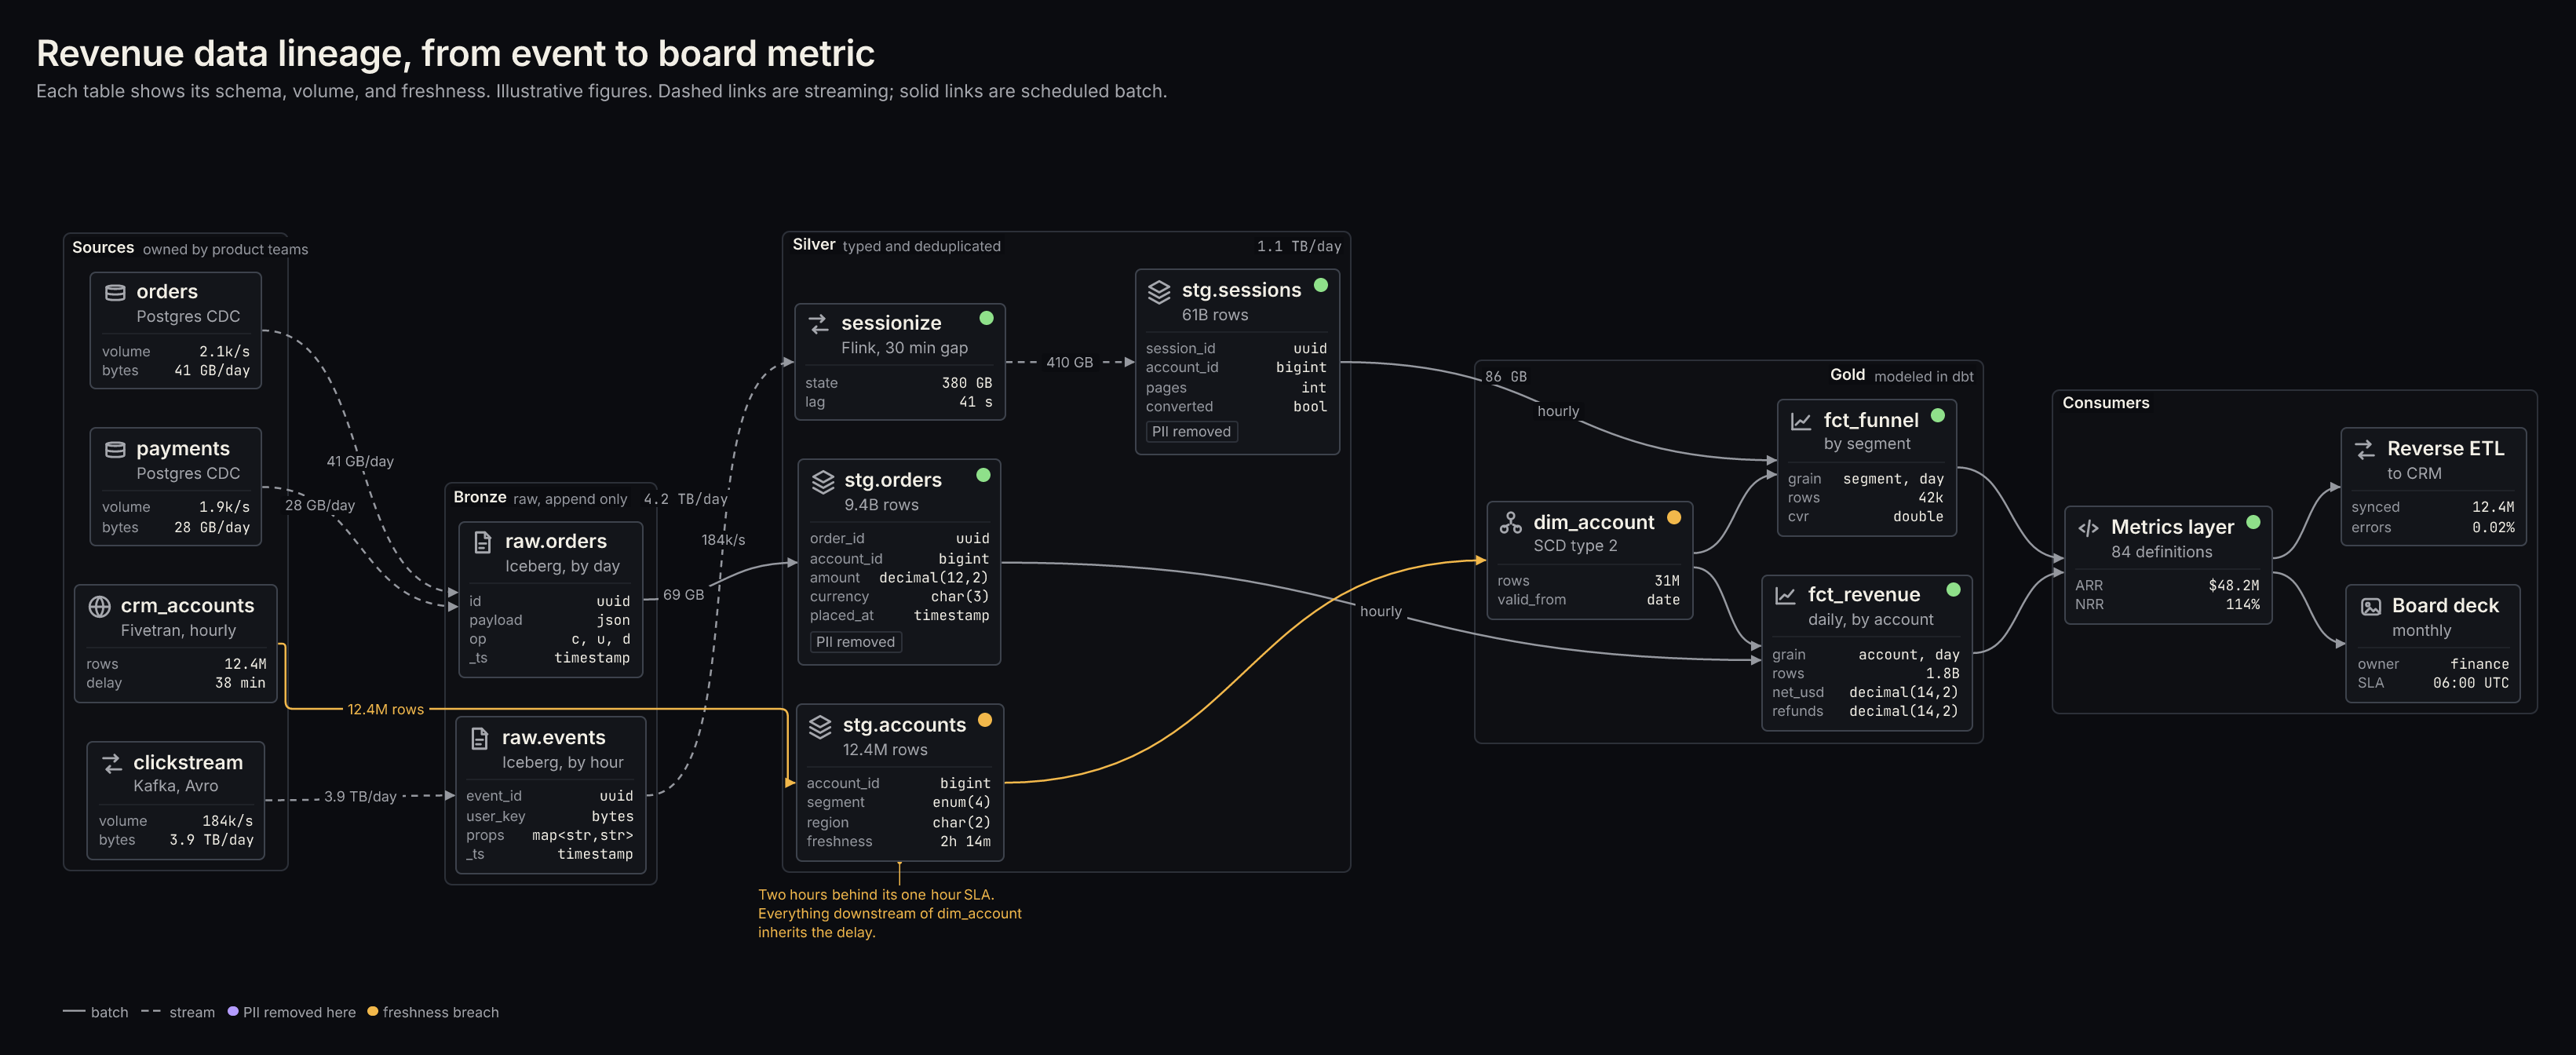 Revenue data lineage, from event to board metric
Each table shows its schema, volume, and freshness. Illustrative figures. Dashed links are streaming; solid links are scheduled batch.
Sources owned by product teams
orders
Postgres CDC
volume 2.1k/s
bytes 41 GB/day
payments
Postgres CDC
volume 1.9k/s
bytes 28 GB/day
crm_accounts
Fivetran, hourly
rows 12.4M
delay 38 min
clickstream
Kafka, Avro
volume 184k/s
bytes 3.9 TB/day
41 GB/day
28 GB/day
12.4M rows
3.9 TB/day
Bronze raw, append only 4.2 TB/day
raw.orders
Iceberg, by day
id uuid
payload json
op c, u, d
_ts timestamp
raw.events
Iceberg, by hour
event_id uuid
user_key bytes
props map<str,str>
_ts timestamp
184k/s
69 GB
Silver typed and deduplicated 1.1 TB/day
sessionize
Flink, 30 min gap
state 380 GB
lag 41 s
410 GB
stg.sessions
61B rows
session_id uuid
account_id bigint
pages int
converted bool
PII removed
stg.orders
9.4B rows
order_id uuid
account_id bigint
amount decimal(12,2)
currency char(3)
placed_at timestamp
PII removed
stg.accounts
12.4M rows
account_id bigint
segment enum(4)
region char(2)
freshness 2h 14m
Two hours behind its one hour SLA.
Everything downstream of dim_account
inherits the delay.
86 GB
hourly
hourly
Gold modeled in dbt
fct_funnel
by segment
grain segment, day
rows 42k
cvr double
dim_account
SCD type 2
rows 31M
valid_from date
fct_revenue
daily, by account
grain account, day
rows 1.8B
net_usd decimal(14,2)
refunds decimal(14,2)
Consumers
Metrics layer
84 definitions
ARR $48.2M
NRR 114%
Reverse ETL
to CRM
synced 12.4M
errors 0.02%
Board deck
monthly
owner finance
SLA 06:00 UTC
batch stream PII removed here freshness breach